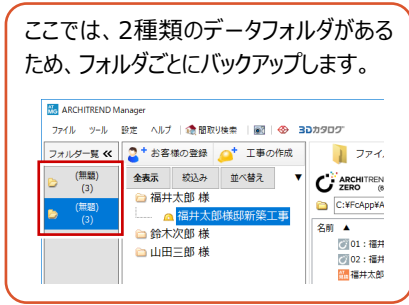 ここでは、2種類のデータフォルダがある
ため、フォルダごとにバックアップします。
ARCHITREND Manager
ファイル ツール 設定 ヘルプ 間取り検索 3Dカタログ
フォルダー覧 お客様の登録 工事の作成 ファイ
(無題)
(3)
(無題)
(3)
全表示 絞込み 並べ替え ▼
福井太郎 様
福井太郎様邸新築工事
鈴木次郎 様
山田三郎 様
ARCHITREN
ZERO
C:¥FcApp¥A
名前 ▲
01:福井
02:福井
福井太郎